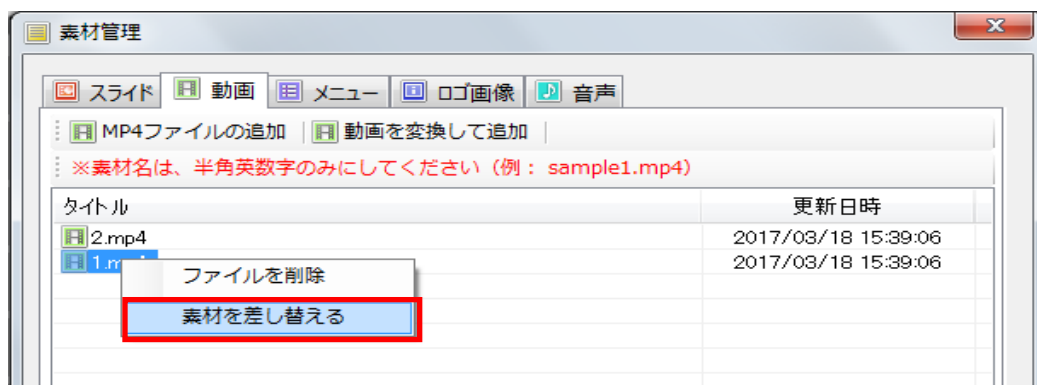 素材管理
スライド 動画 メニュー ロゴ画像 音声
MP4ファイルの追加 動画を変換して追加
※素材名は、半角英数字のみにしてください（例： sample1.mp4）
タイトル 更新日時
2.mp4 2017/03/18 15:39:06
1.m 2017/03/18 15:39:06
ファイルを削除
素材を差し替える